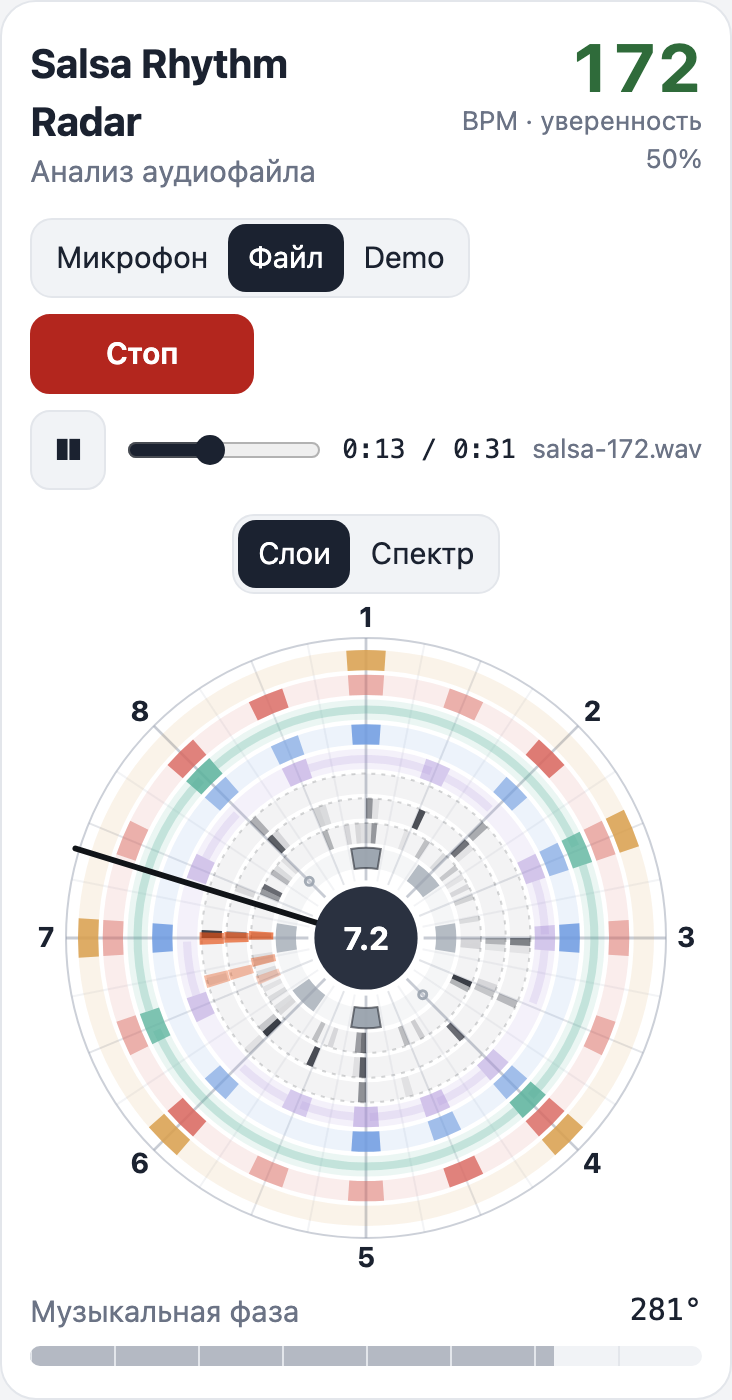 Salsa Rhythm
Radar
172
BPM · уверенность
50%
Анализ аудиофайла
Микрофон Файл Demo
Стоп
0:13 / 0:31 salsa-172.wav
Слои Спектр
1
8 2
7 7.2 3
6 4
5
Музыкальная фаза 281°